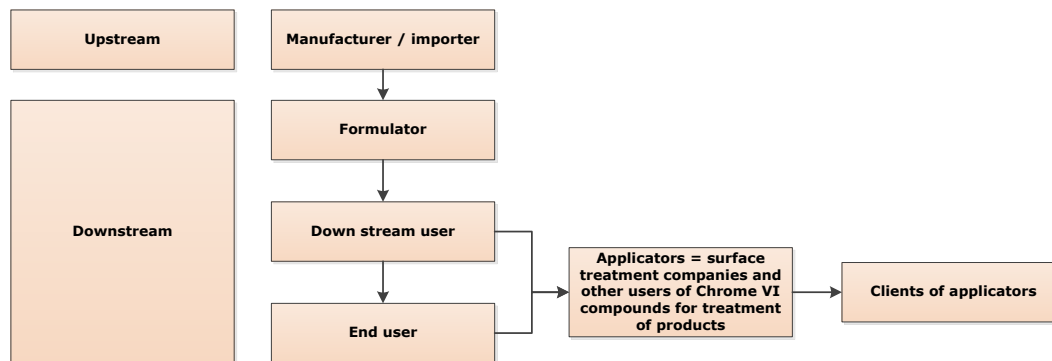 Upstream
Manufacturer / importer
Formulator
Downstream
Down stream user
Applicators = surface
treatment companies and
other users of Chrome VI
compounds for treatment
of products
Clients of applicators
End user